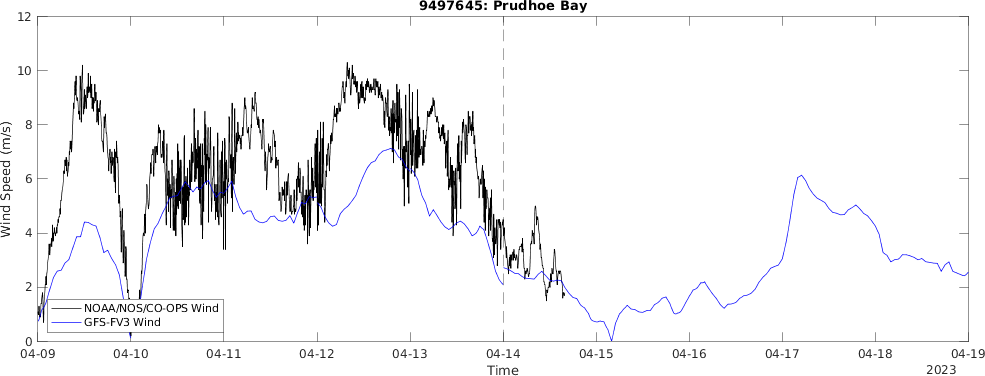 9497645: Prudhoe Bay
12
10
8
6
4
2
0
Wind Speed (m/s)
NOAA/NOS/CO-OPS Wind
GFS-FV3 Wind
04-09 04-10 04-11 04-12 04-13 04-14 04-15 04-16 04-17 04-18 04-19
Time
2023